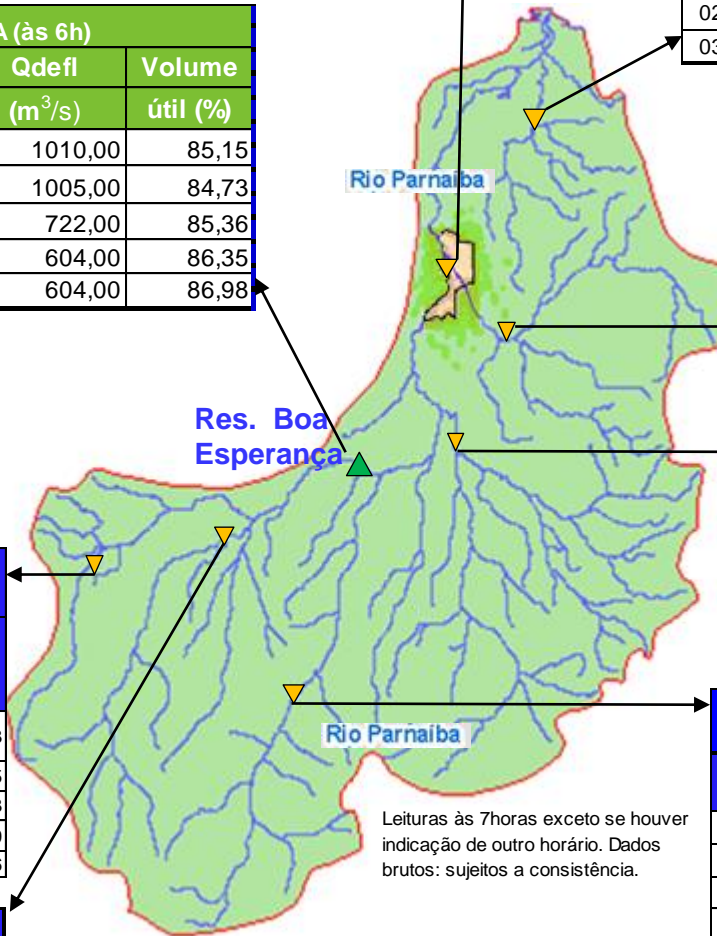 A (às 6h)
Qdefl Volume
(m³/s) útil (%)
1010,00 85,15
1005,00 84,73
722,00 85,36
604,00 86,35
604,00 86,98
02
03
Rio Parnaiba
Res. Boa
Esperança
Rio Parnaiba
Leituras às 7horas exceto se houver
indicação de outro horário. Dados
brutos: sujeitos a consistência.